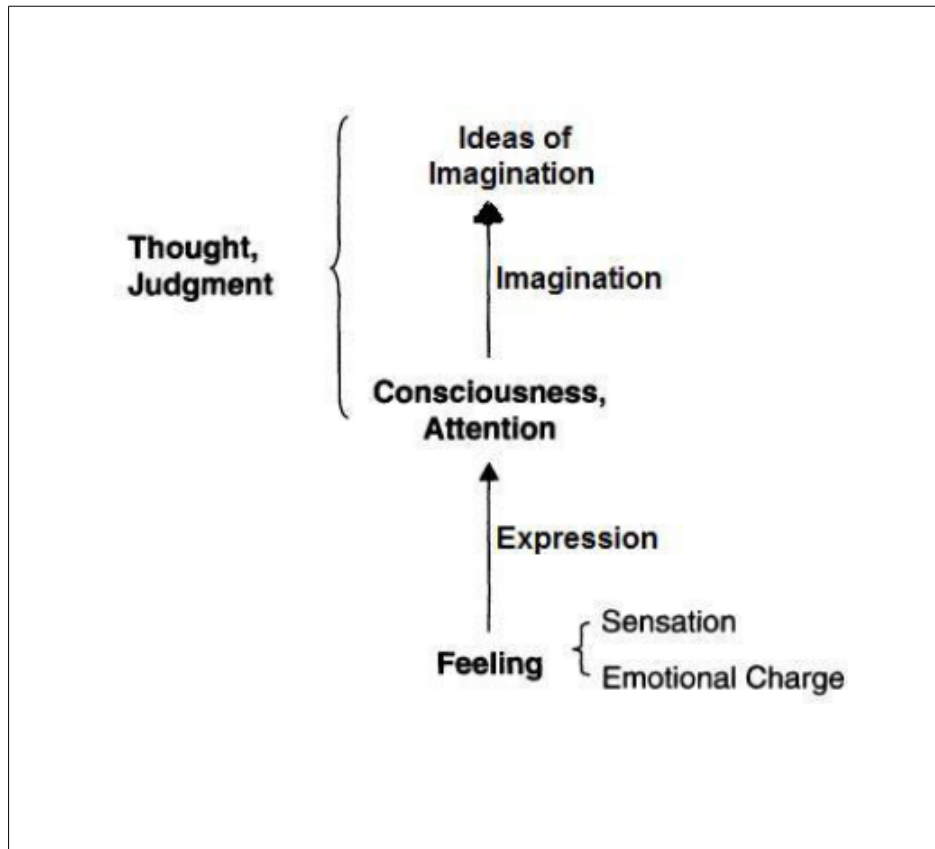 Ideas of
Imagination
Thought,
Judgment
Imagination
Consciousness,
Attention
Expression
Feeling
Sensation
Emotional Charge